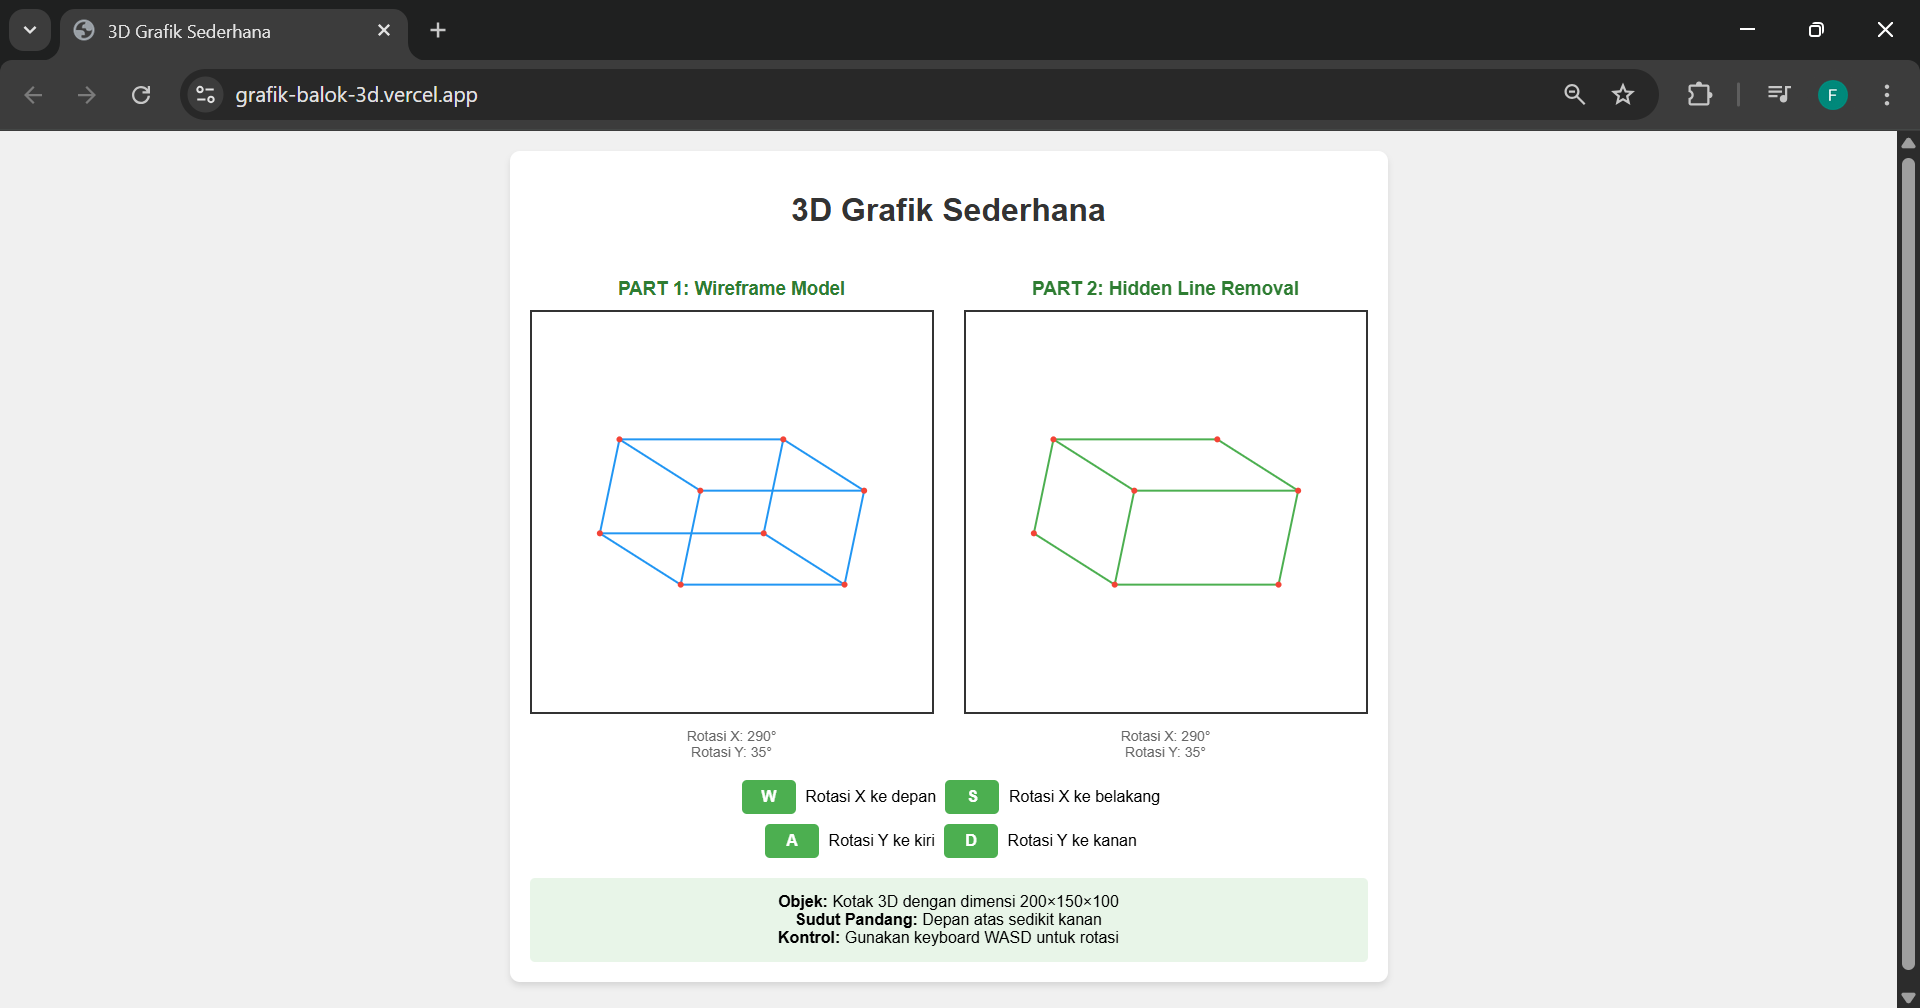 3D Grafik Sederhana
grafik-balok-3d.vercel.app
F
3D Grafik Sederhana
PART 1: Wireframe Model
PART 2: Hidden Line Removal
Rotasi X: 290°
Rotasi Y: 35°
Rotasi X: 290°
Rotasi Y: 35°
W Rotasi X ke depan S Rotasi X ke belakang
A Rotasi Y ke kiri D Rotasi Y ke kanan
Objek: Kotak 3D dengan dimensi 200×150×100
Sudut Pandang: Depan atas sedikit kanan
Kontrol: Gunakan keyboard WASD untuk rotasi